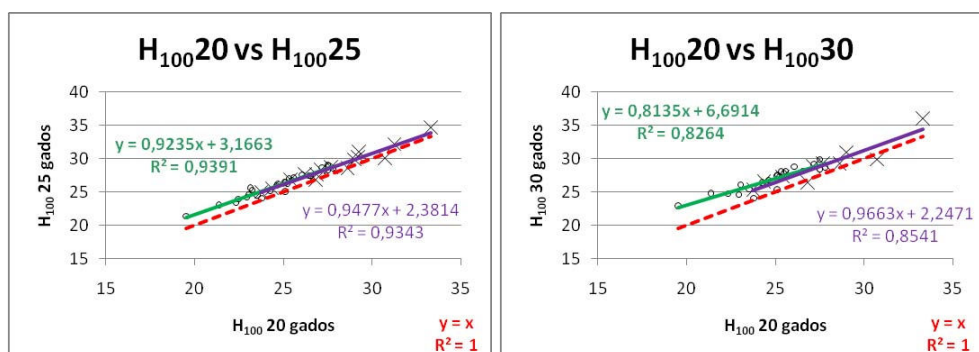 H₁₀₀20 vs H₁₀₀25
40
35
30
25
20
15
15 20 25 30 35
H₁₀₀ 25 gados
H₁₀₀ 20 gados
y = 0,9235x + 3,1663
R² = 0,9391
y = 0,9477x + 2,3814
R² = 0,9343
y = x
R² = 1
H₁₀₀20 vs H₁₀₀30
40
35
30
25
20
15
15 20 25 30 35
H₁₀₀ 30 gados
H₁₀₀ 20 gados
y = 0,8135x + 6,6914
R² = 0,8264
y = 0,9663x + 2,2471
R² = 0,8541
y = x
R² = 1